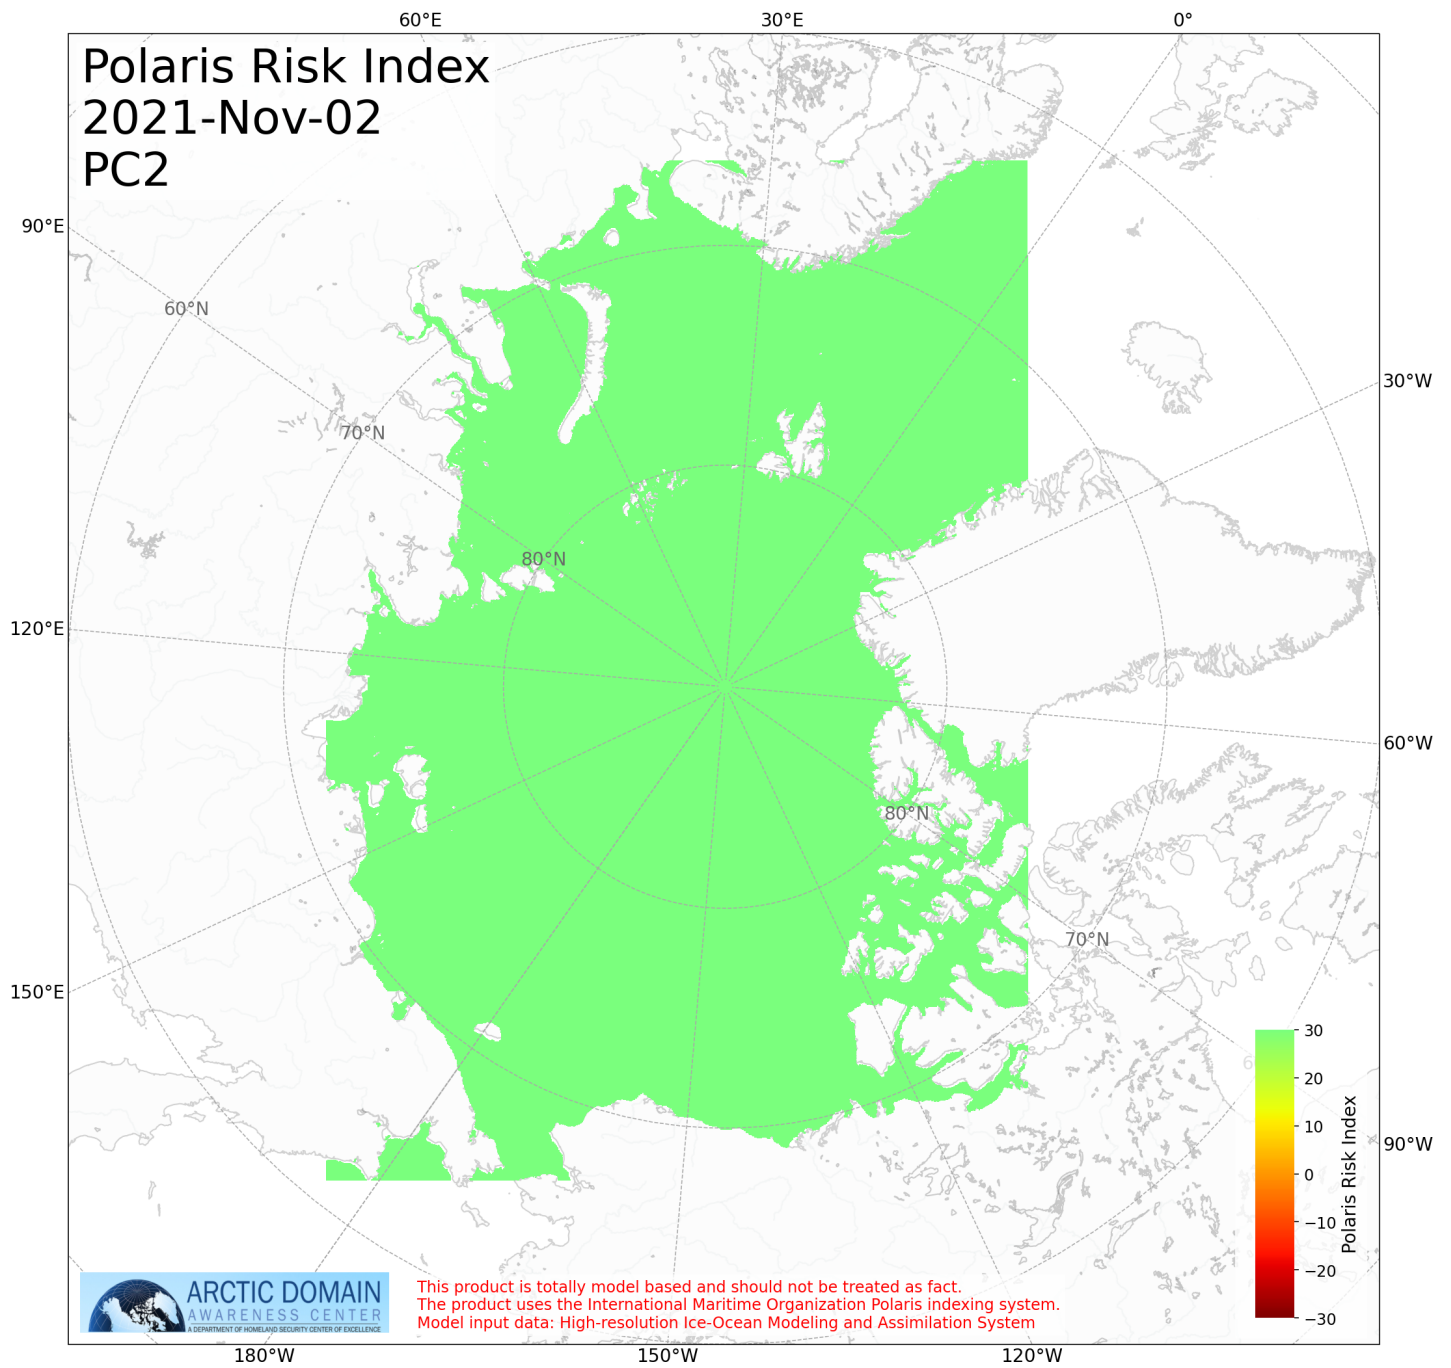 60°E
30°E
0°
Polaris Risk Index
2021-Nov-02
PC2
90°E
60°N
30°W
70°N
80°N
120°E
60°W
80°N
70°N
150°E
30
20
10
0
−10
−20
−30
Polaris Risk Index
90°W
ARCTIC DOMAIN
AWARENESS CENTER
A DEPARTMENT OF HOMELAND SECURITY CENTER OF EXCELLENCE
This product is totally model based and should not be treated as fact.
The product uses the International Maritime Organization Polaris indexing system.
Model input data: High-resolution Ice-Ocean Modeling and Assimilation System
180°W
150°W
120°W